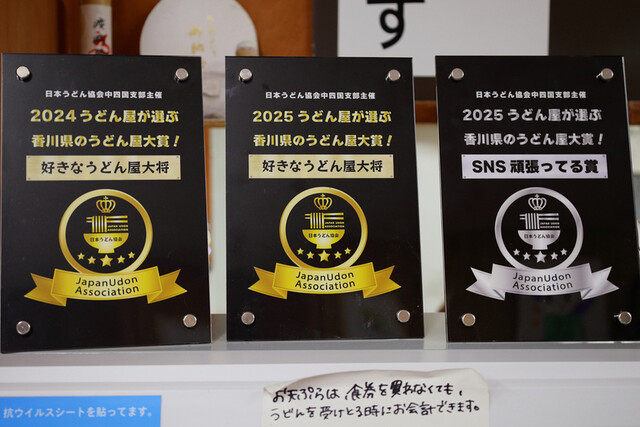 す
日本うどん協会中四国支部主催
2024うどん屋が選ぶ
香川県のうどん屋大賞!
好きなうどん屋大将
JAPAN UDON
ASSOCIATION
日本うどん協会
JapanUdon
Association
日本うどん協会中四国支部主催
2025うどん屋が選ぶ
香川県のうどん屋大賞!
好きなうどん屋大将
JAPAN UDON
ASSOCIATION
日本うどん協会
JapanUdon
Association
日本うどん協会中四国支部主催
2025うどん屋が選ぶ
香川県のうどん屋大賞!
SNS 頑張ってる賞
JAPAN UDON
ASSOCIATION
日本うどん協会
JapanUdon
Association
抗ウイルスシートを貼ってます。
お天ぷらは、食券を買わなくても、
うどんを受けとる時にお会計できます。